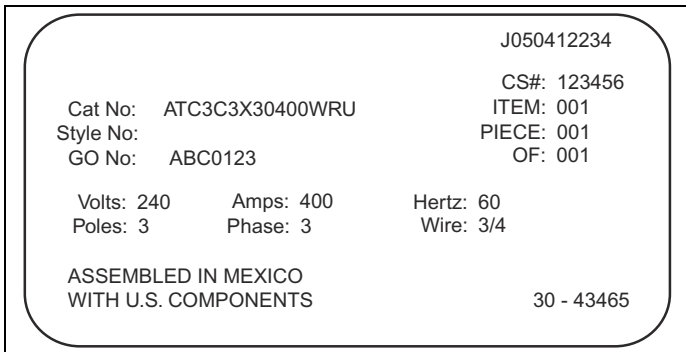 J050412234
CS#: 123456
Cat No: ATC3C3X30400WRU ITEM: 001
Style No: PIECE: 001
GO No: ABC0123 OF: 001
Volts: 240 Amps: 400 Hertz: 60
Poles: 3 Phase: 3 Wire: 3/4
ASSEMBLED IN MEXICO
WITH U.S. COMPONENTS 30 - 43465